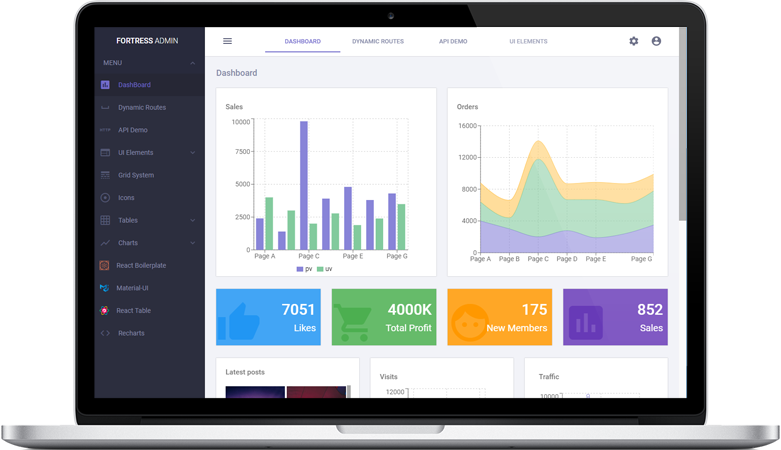 FORTRESS ADMIN
DASHBOARD
DYNAMIC ROUTES
API DEMO
UI ELEMENTS
MENU
DashBoard
Dynamic Routes
API Demo
UI Elements
Grid System
Icons
Tables
Charts
React Boilerplate
Material-UI
React Table
Recharts
Dashboard
Sales
10000
7500
5000
2500
0
Page A
Page C
Page E
Page G
pv
uv
Orders
16000
12000
8000
4000
0
Page A
Page B
Page C
Page D
Page E
Page G
7051
Likes
4000K
Total Profit
175
New Members
852
Sales
Latest posts
Visits
12000
Traffic